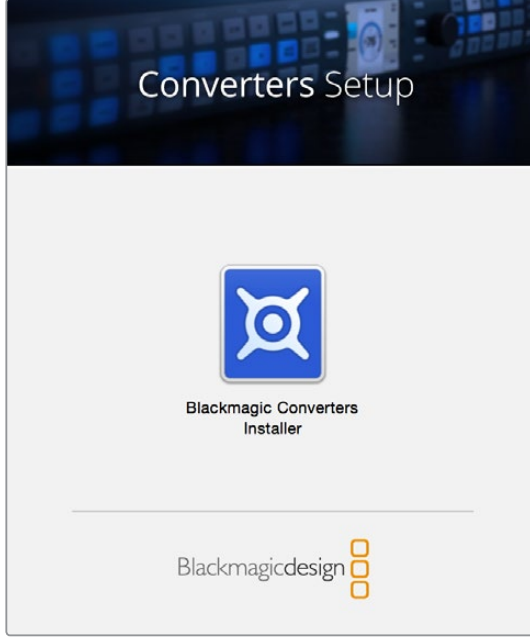 Converters Setup
Blackmagic Converters
Installer
Blackmagicdesign